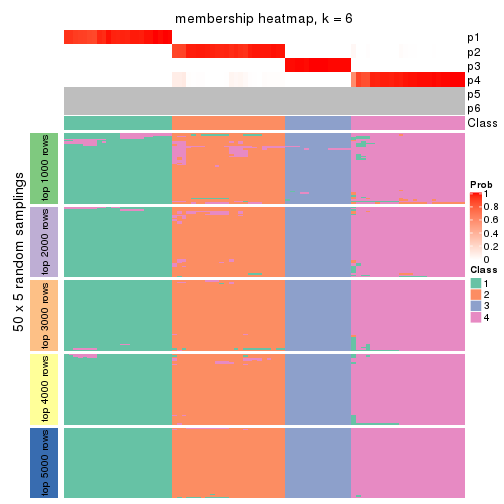 membership heatmap, k = 6
p1
p2
p3
p4
p5
p6
Class
50 x 5 random samplings
top 1000 rows
top 2000 rows
top 3000 rows
top 4000 rows
top 5000 rows
Prob
1
0.8
0.6
0.4
0.2
0
Class
1
2
3
4